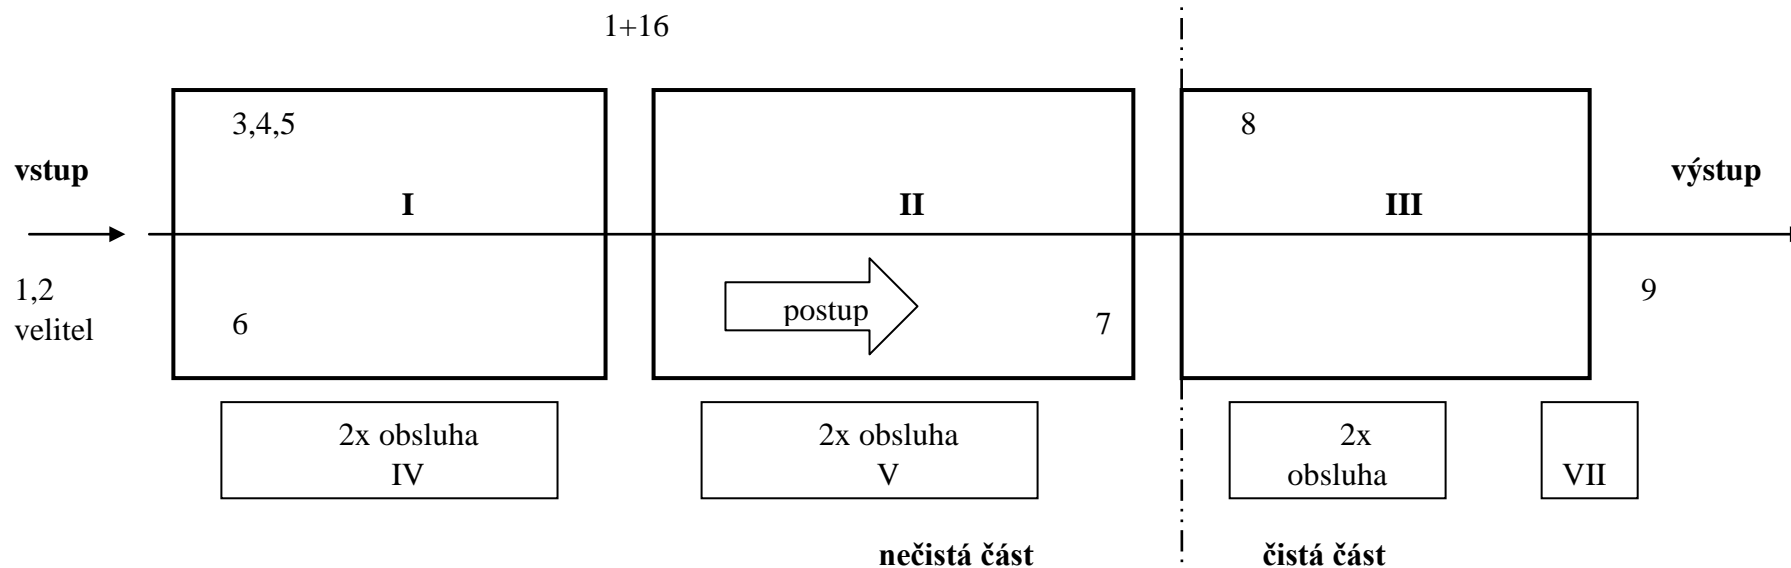 1+16
3,4,5
8
vstup
výstup
I
II
III
1,2
velitel
6
postup
7
9
2x obsluha
IV
2x obsluha
V
2x
obsluha
VII
nečistá část
čistá část